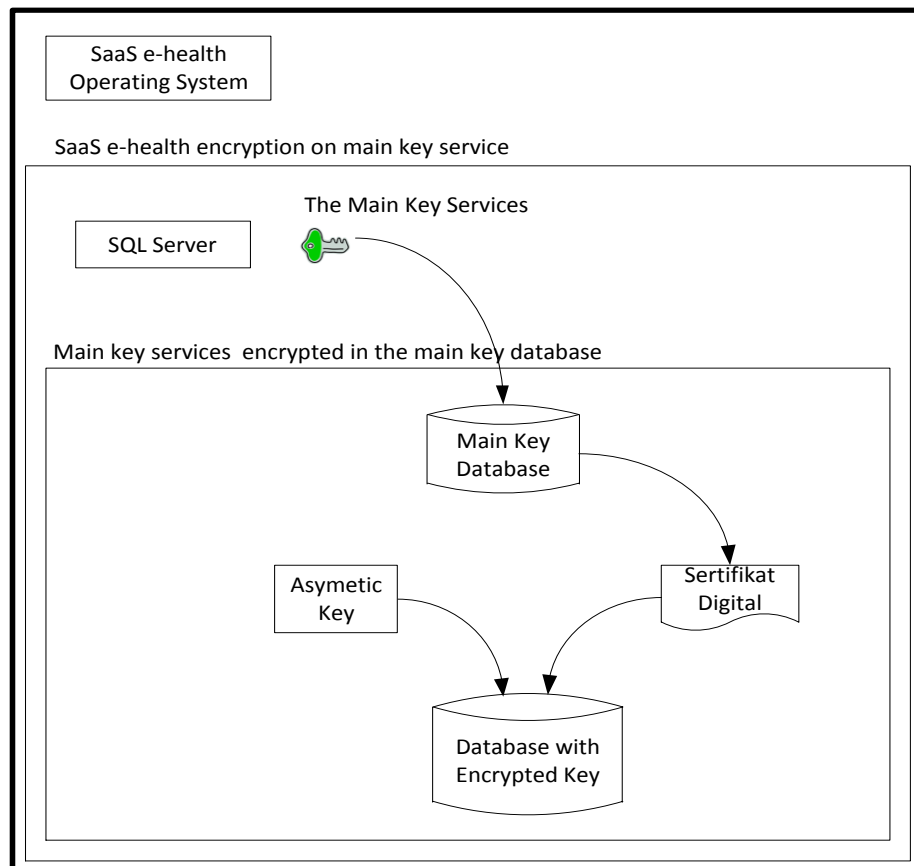 SaaS e-health
Operating System
SaaS e-health encryption on main key service
The Main Key Services
SQL Server
Main key services  encrypted in the main key database
Main Key
Database
Asymetic
Key
Sertifikat
Digital
Database with
Encrypted Key